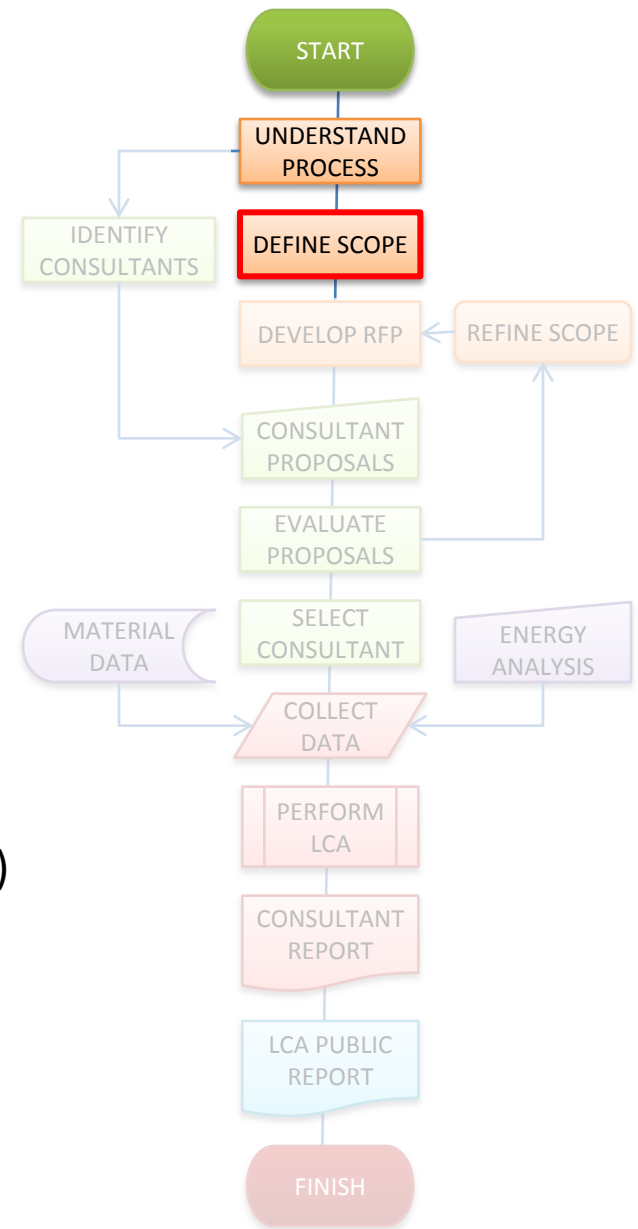 START
UNDERSTAND
PROCESS
IDENTIFY
CONSULTANTS
DEFINE SCOPE
DEVELOP RFP
REFINE SCOPE
CONSULTANT
PROPOSALS
EVALUATE
PROPOSALS
SELECT
CONSULTANT
MATERIAL
DATA
ENERGY
ANALYSIS
COLLECT
DATA
PERFORM
LCA
)
CONSULTANT
REPORT
LCA PUBLIC
REPORT
FINISH